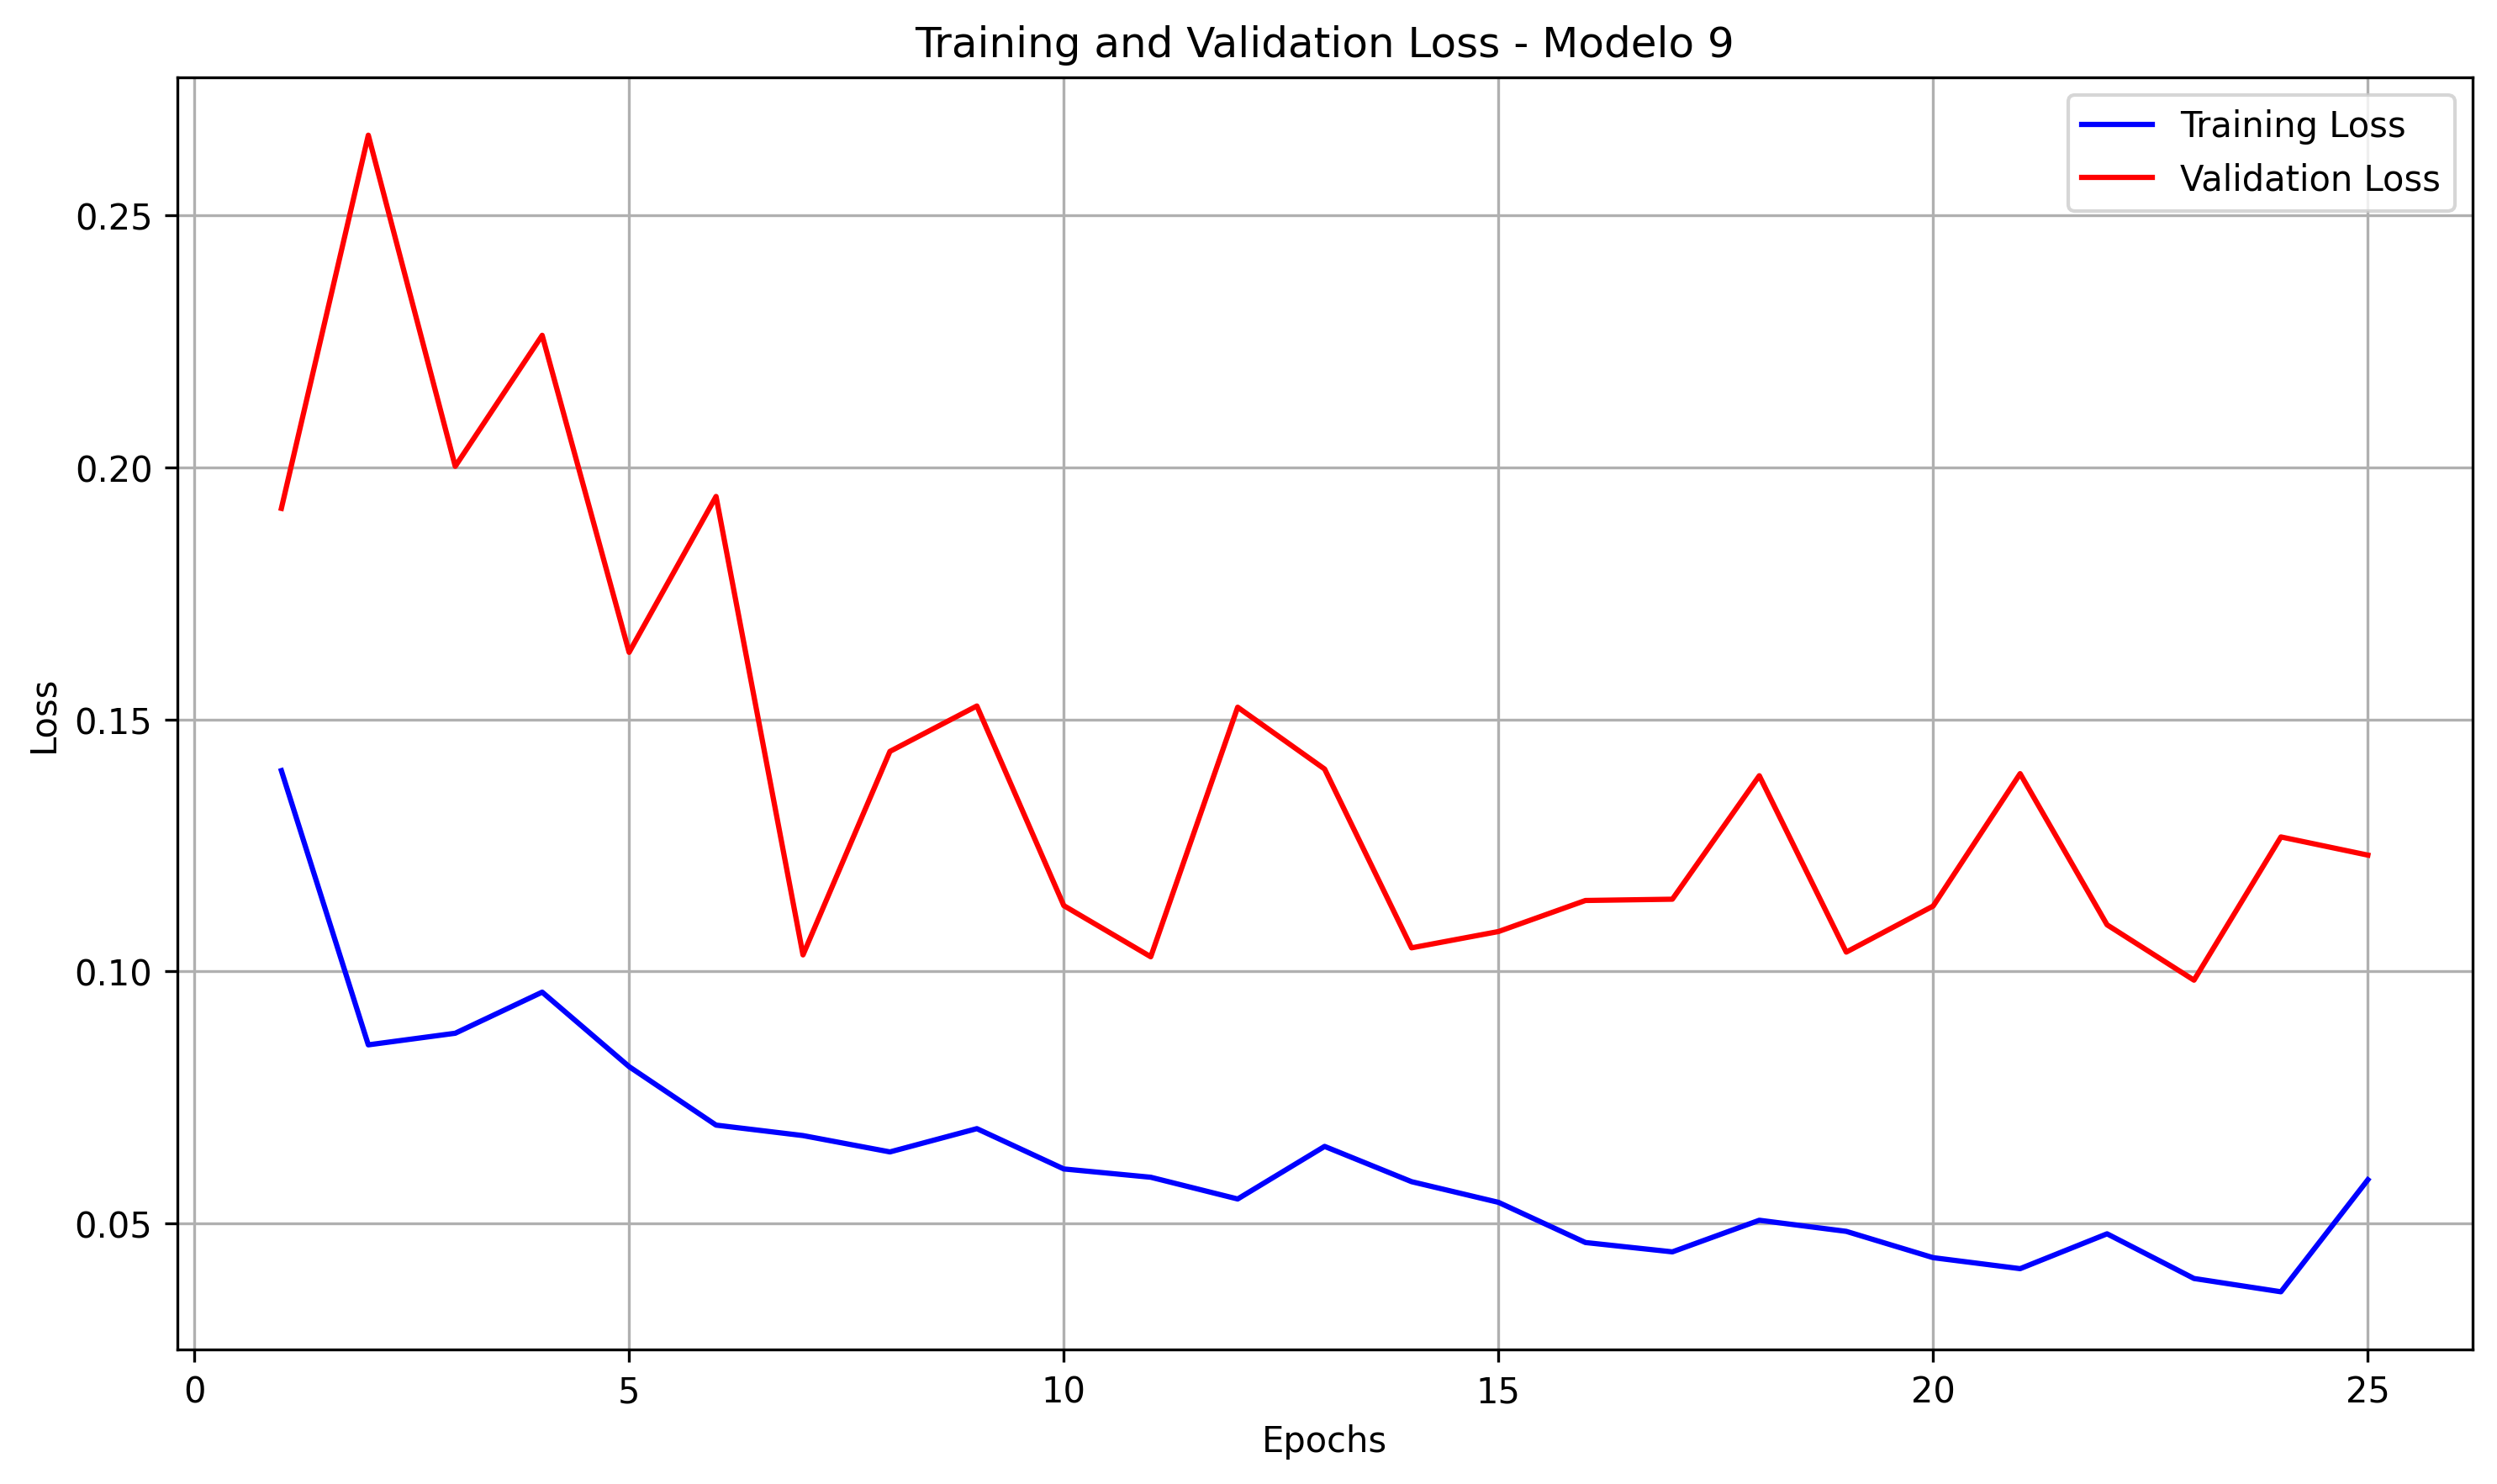 Training and Validation Loss - Modelo 9
Training Loss
Validation Loss
0.25
0.20
0.15
0.10
0.05
Loss
0 5 10 15 20 25
Epochs